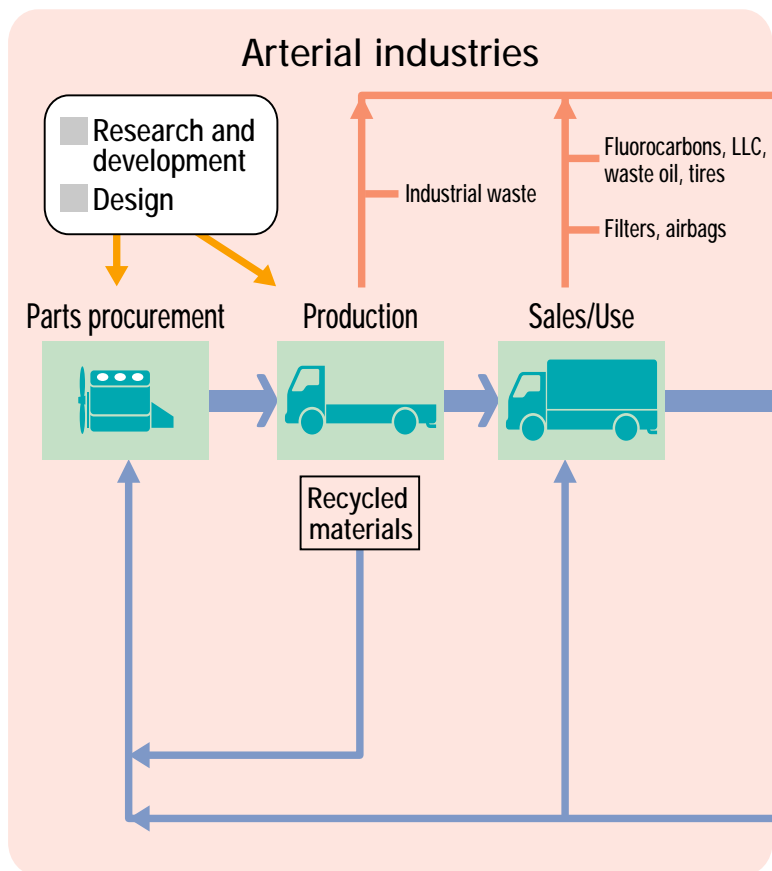 Arterial industries
Research and
development
Design
Industrial waste
Fluorocarbons, LLC,
waste oil, tires
Filters, airbags
Parts procurement
Production
Sales/Use
Recycled
materials